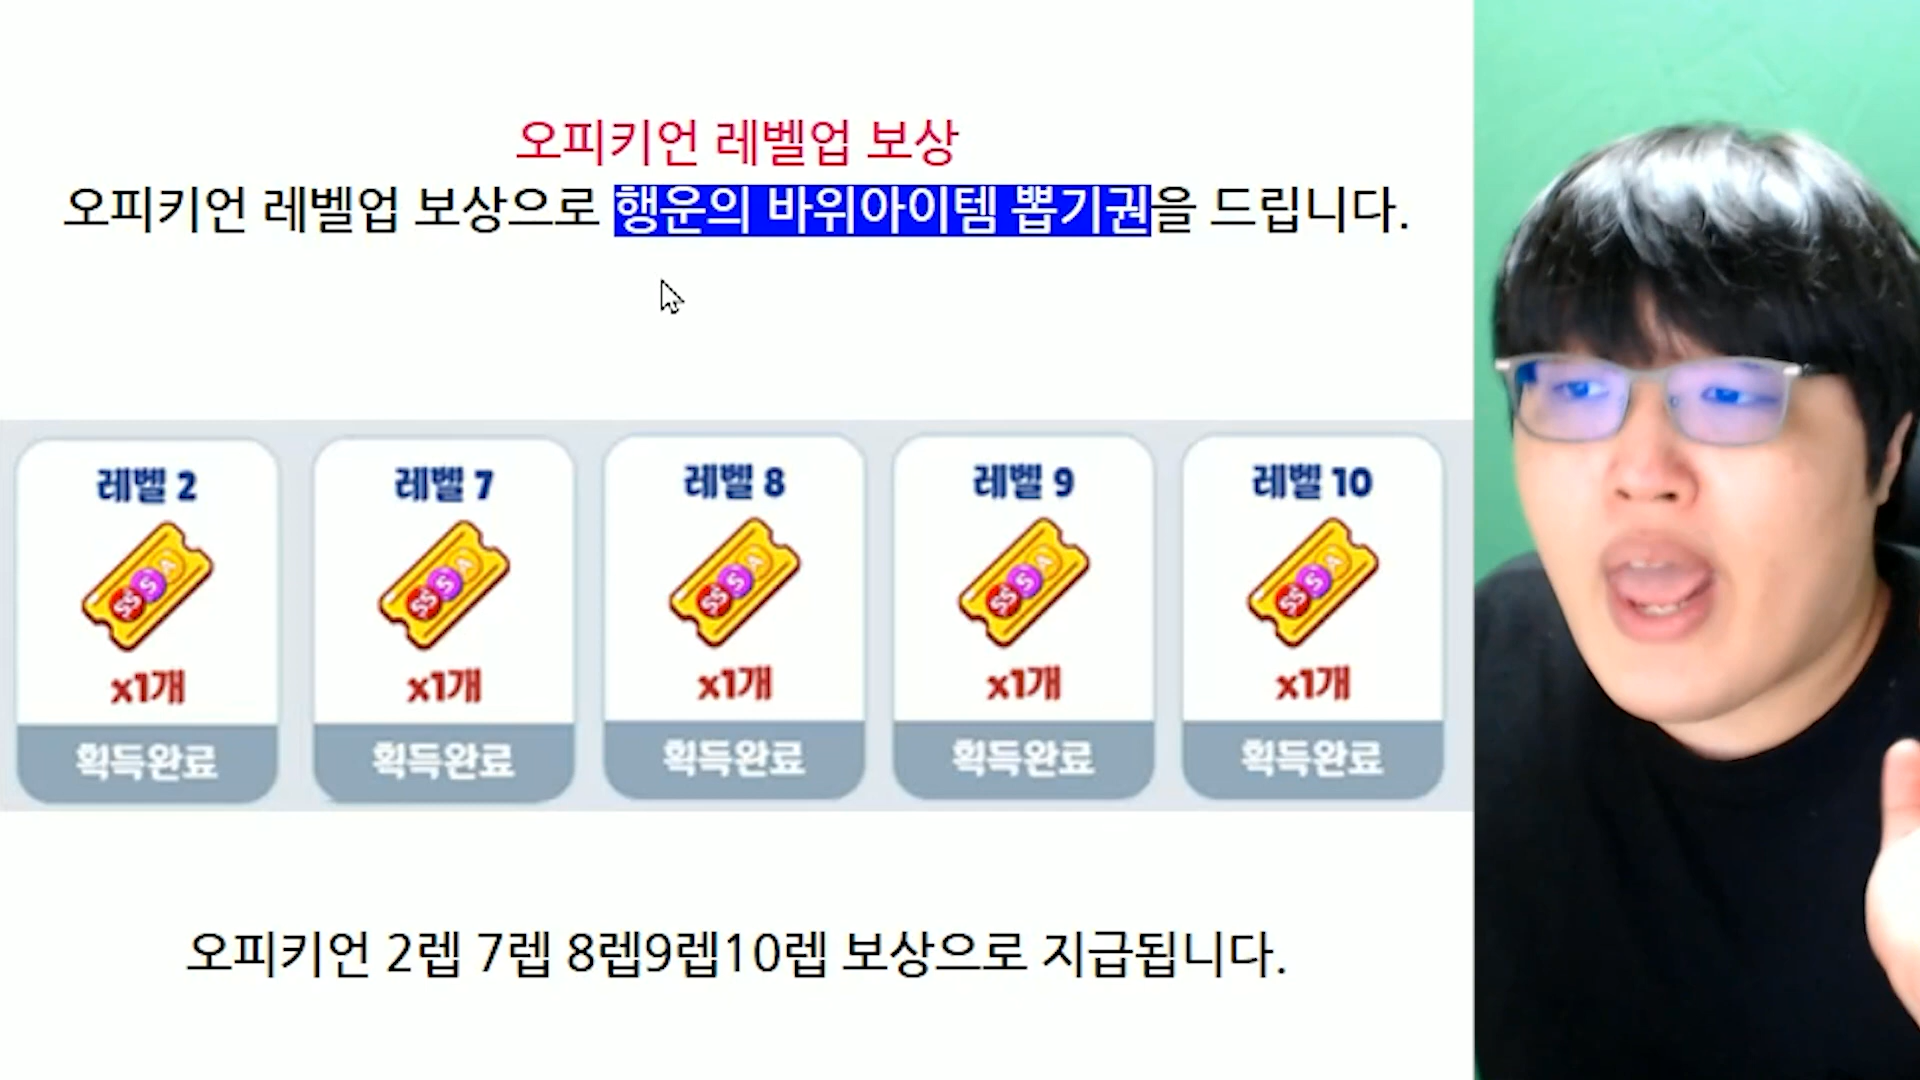 오피키언 레벨업 보상
오피키언 레벨업 보상으로 행운의 바위아이템 뽑기권을 드립니다.
레벨 2 레벨 7 레벨 8 레벨 9 레벨 10
SS S A SS S A SS S A SS S A SS S A
x1개 x1개 x1개 x1개 x1개
획득완료 획득완료 획득완료 획득완료 획득완료
오피키언 2렙 7렙 8렙9렙10렙 보상으로 지급됩니다.